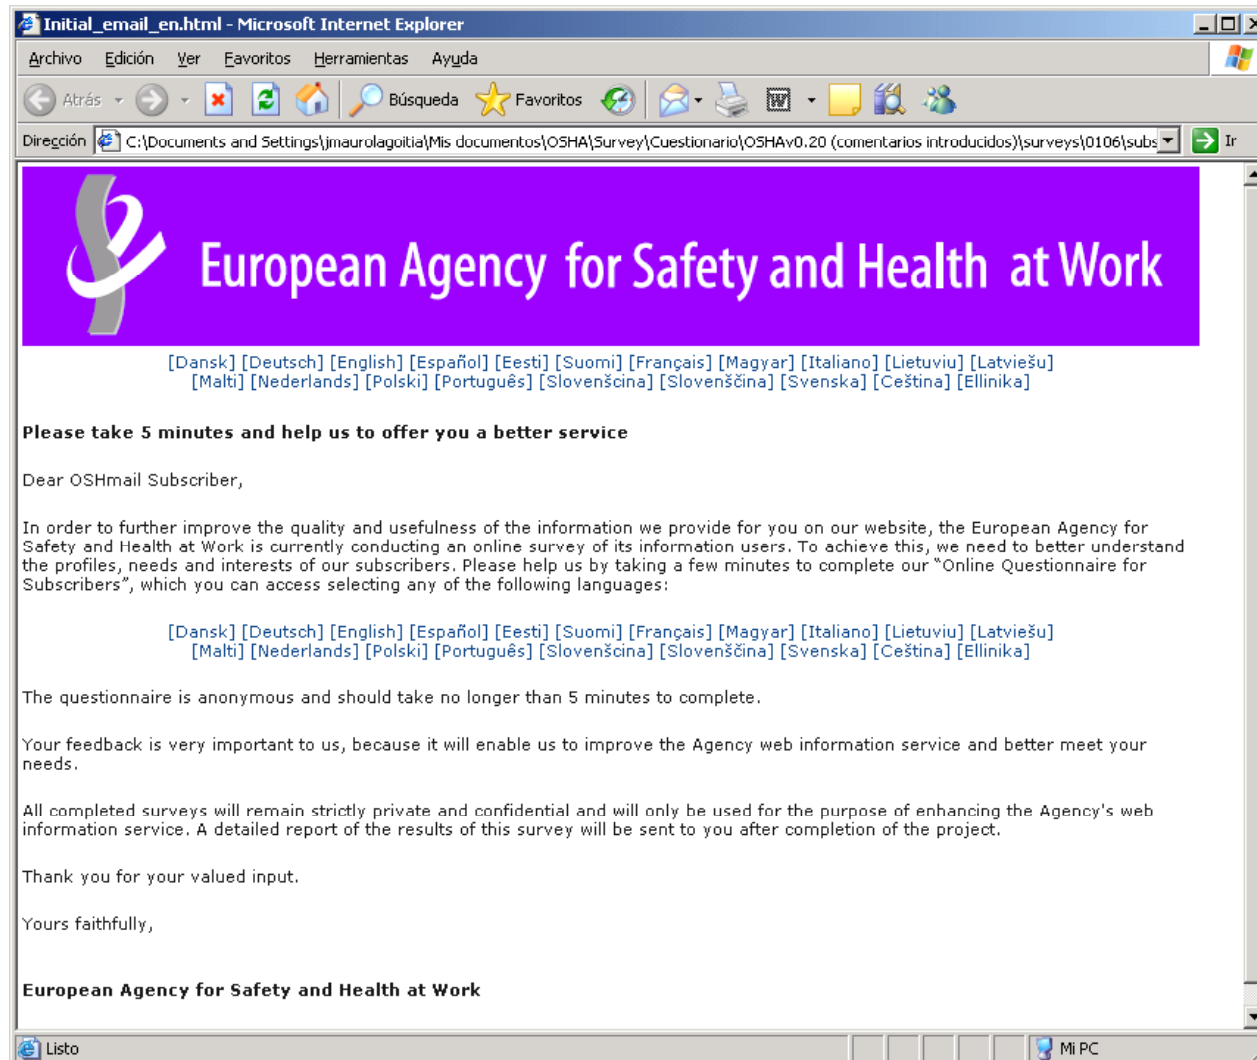 Initial_email_en.html - Microsoft Internet Explorer
Archivo Edición Ver Favoritos Herramientas Ayuda
Atrás Búsqueda Favoritos
Dirección C:\Documents and Settings\jmaurolagoitia\Mis documentos\OSHA\Survey\Cuestionario\OSHAv0.20 (comentarios introducidos)\surveys\0106\subs Ir
European Agency for Safety and Health at Work
[Dansk] [Deutsch] [English] [Español] [Eesti] [Suomi] [Français] [Magyar] [Italiano] [Lietuviu] [Latviešu]
[Malti] [Nederlands] [Polski] [Português] [Slovenšcina] [Slovenščina] [Svenska] [Ceština] [Ellinika]
Please take 5 minutes and help us to offer you a better service
Dear OSHmail Subscriber,
In order to further improve the quality and usefulness of the information we provide for you on our website, the European Agency for
Safety and Health at Work is currently conducting an online survey of its information users. To achieve this, we need to better understand
the profiles, needs and interests of our subscribers. Please help us by taking a few minutes to complete our “Online Questionnaire for
Subscribers”, which you can access selecting any of the following languages:
[Dansk] [Deutsch] [English] [Español] [Eesti] [Suomi] [Français] [Magyar] [Italiano] [Lietuviu] [Latviešu]
[Malti] [Nederlands] [Polski] [Português] [Slovenšcina] [Slovenščina] [Svenska] [Ceština] [Ellinika]
The questionnaire is anonymous and should take no longer than 5 minutes to complete.
Your feedback is very important to us, because it will enable us to improve the Agency web information service and better meet your
needs.
All completed surveys will remain strictly private and confidential and will only be used for the purpose of enhancing the Agency's web
information service. A detailed report of the results of this survey will be sent to you after completion of the project.
Thank you for your valued input.
Yours faithfully,
European Agency for Safety and Health at Work
Listo Mi PC